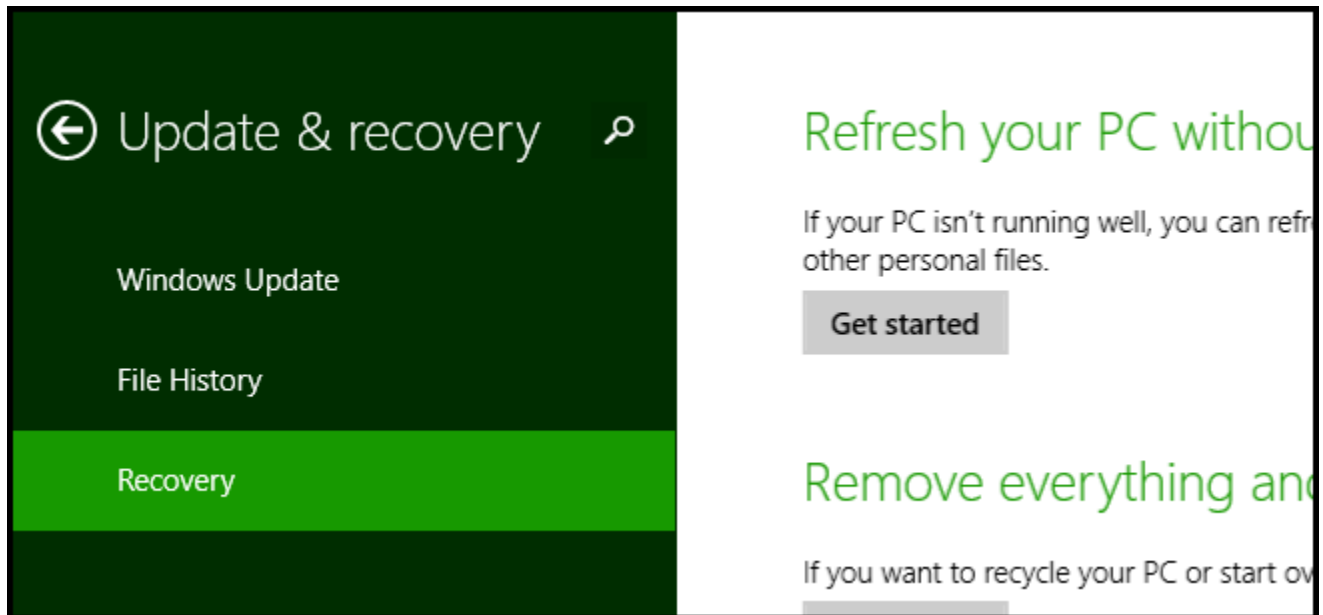 Update & recovery
Windows Update
File History
Recovery
Refresh your PC withou
If your PC isn't running well, you can refr
other personal files.
Get started
Remove everything and
If you want to recycle your PC or start ov